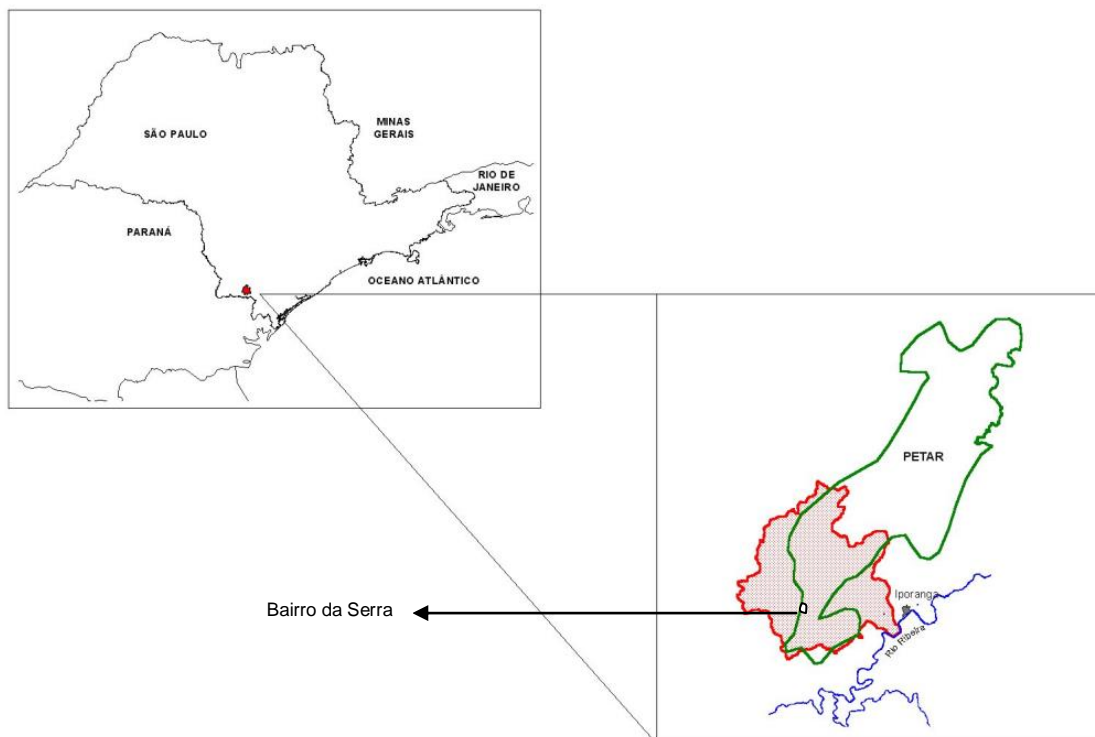 SÃO PAULO
MINAS
GERAIS
RIO DE
JANEIRO
PARANÁ
OCEANO ATLÂNTICO
PETAR
Iporanga
Bairro da Serra
Rio Ribeira